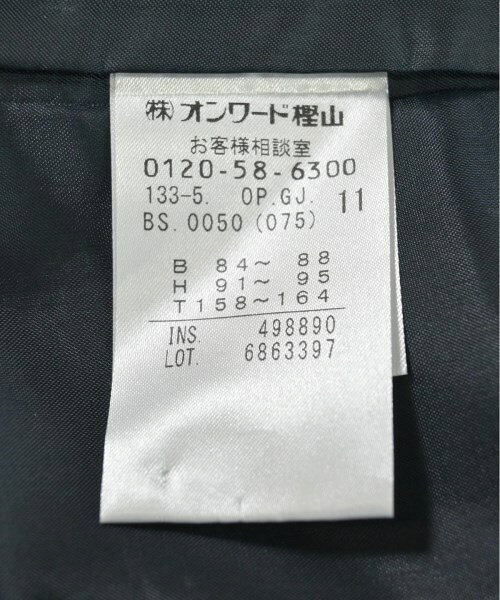 ㈱オンワード樫山
お客様相談室
0120-58-6300
133-5. OP.GJ. 11
BS.0050(075)
B 84～ 88
H 91～ 95
T158～164
INS. 498890
LOT. 6863397